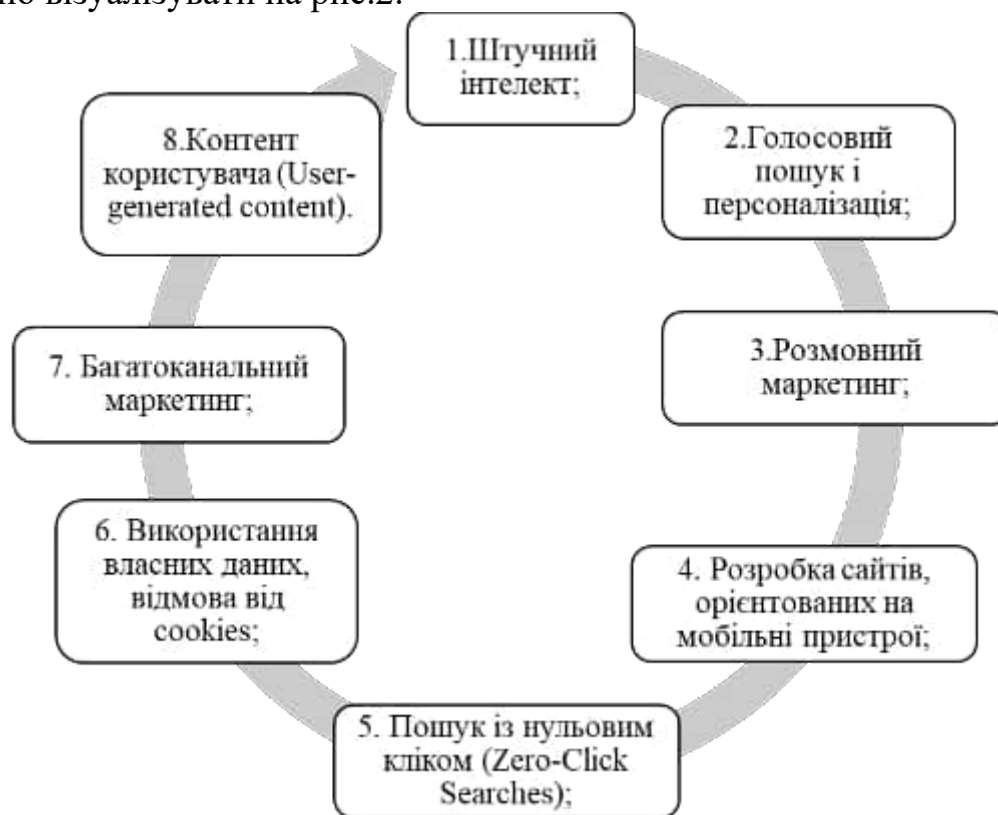 візуалізувати на рис.2.
1.Штучний
інтелект;
2.Голосовий
пошук і
персоналізація;
3.Розмовний
маркетинг;
4. Розробка сайтів,
орієнтованих на
мобільні пристрої;
5. Пошук із нульовим
кліком (Zero-Click
Searches);
6. Використання
власних даних,
відмова від
cookies;
7. Багатоканальний
маркетинг;
8.Контент
користувача (User-
generated content).